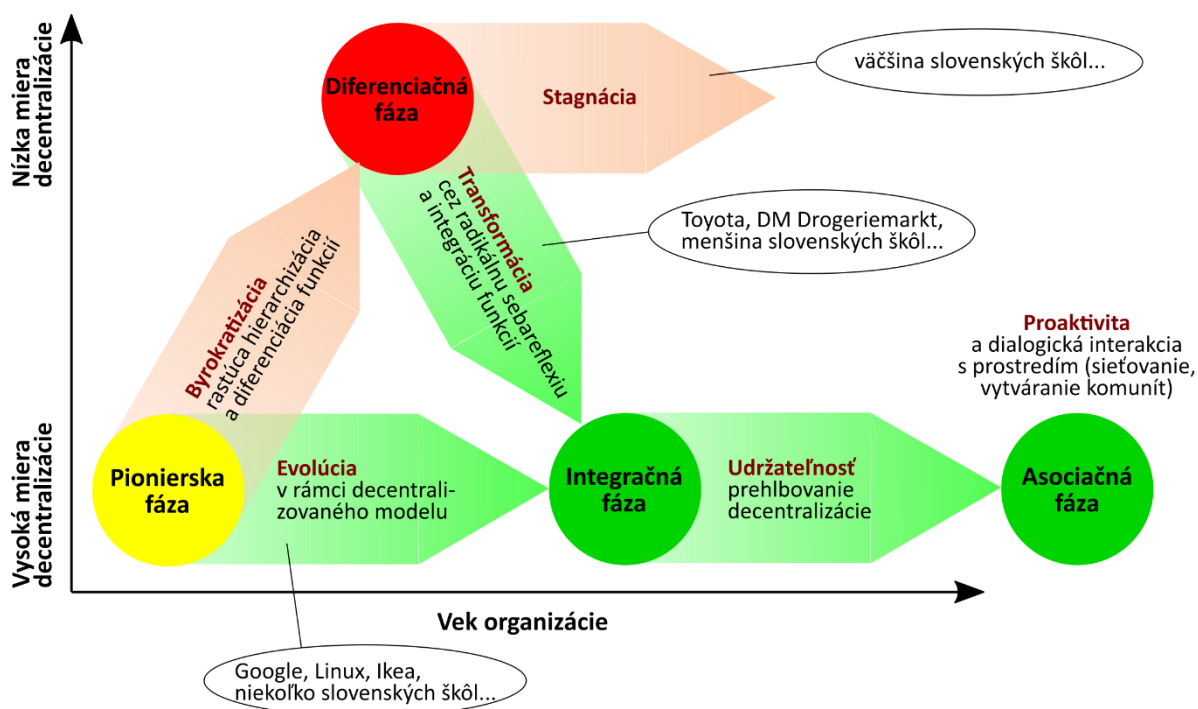 Nízka miera
decentralizácie
Diferenciačná
fáza
Stagnácia
väčšina slovenských škôl...
Transformácia
cez radikálnu sebareflexiu
a integráciu funkcií
Toyota, DM Drogeriemarkt,
menšina slovenských škôl...
Byrokratizácia
rastúca hierarchizácia
a diferenciácia funkcií
Proaktivita
a dialogická interakcia
s prostredím (sieťovanie,
vytváranie komunít)
Vysoká miera
decentralizácie
Pionierska
fáza
Evolúcia
v rámci decentrali-
zovaného modelu
Integračná
fáza
Udržateľnosť
prehlbovanie
decentralizácie
Asociačná
fáza
Vek organizácie
Google, Linux, Ikea,
niekoľko slovenských škôl...